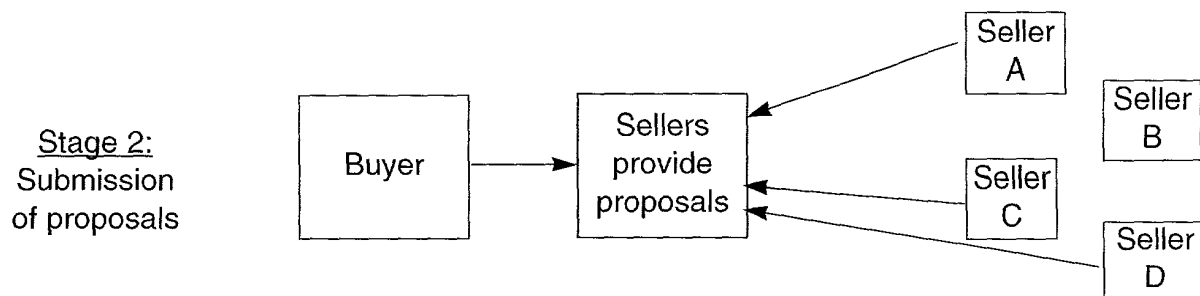 Stage 2:
Submission
of proposals
Buyer
Sellers
provide
proposals
Seller
A
Seller
B
Seller
C
Seller
D